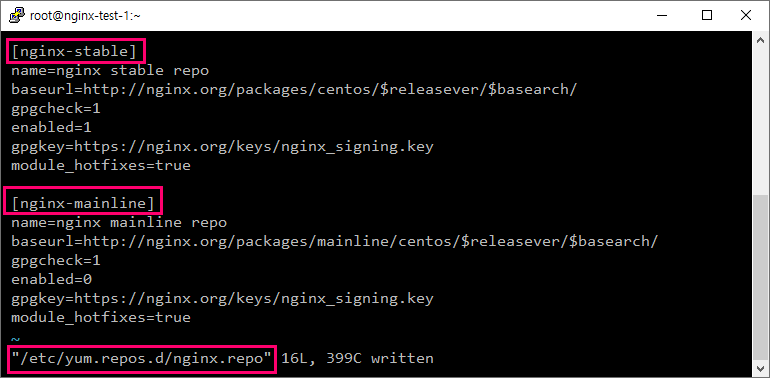 root@nginx-test-1:~
[nginx-stable]
name=nginx stable repo
baseurl=http://nginx.org/packages/centos/$releasever/$basearch/
gpgcheck=1
enabled=1
gpgkey=https://nginx.org/keys/nginx_signing.key
module_hotfixes=true
[nginx-mainline]
name=nginx mainline repo
baseurl=http://nginx.org/packages/mainline/centos/$releasever/$basearch/
gpgcheck=1
enabled=0
gpgkey=https://nginx.org/keys/nginx_signing.key
module_hotfixes=true
~
"/etc/yum.repos.d/nginx.repo" 16L, 399C written